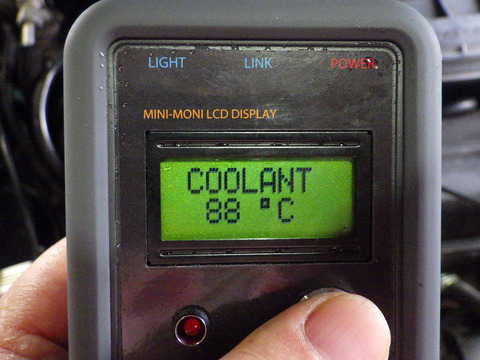 LIGHT LINK POWER
MINI-MONI LCD DISPLAY
COOLANT
88 °C